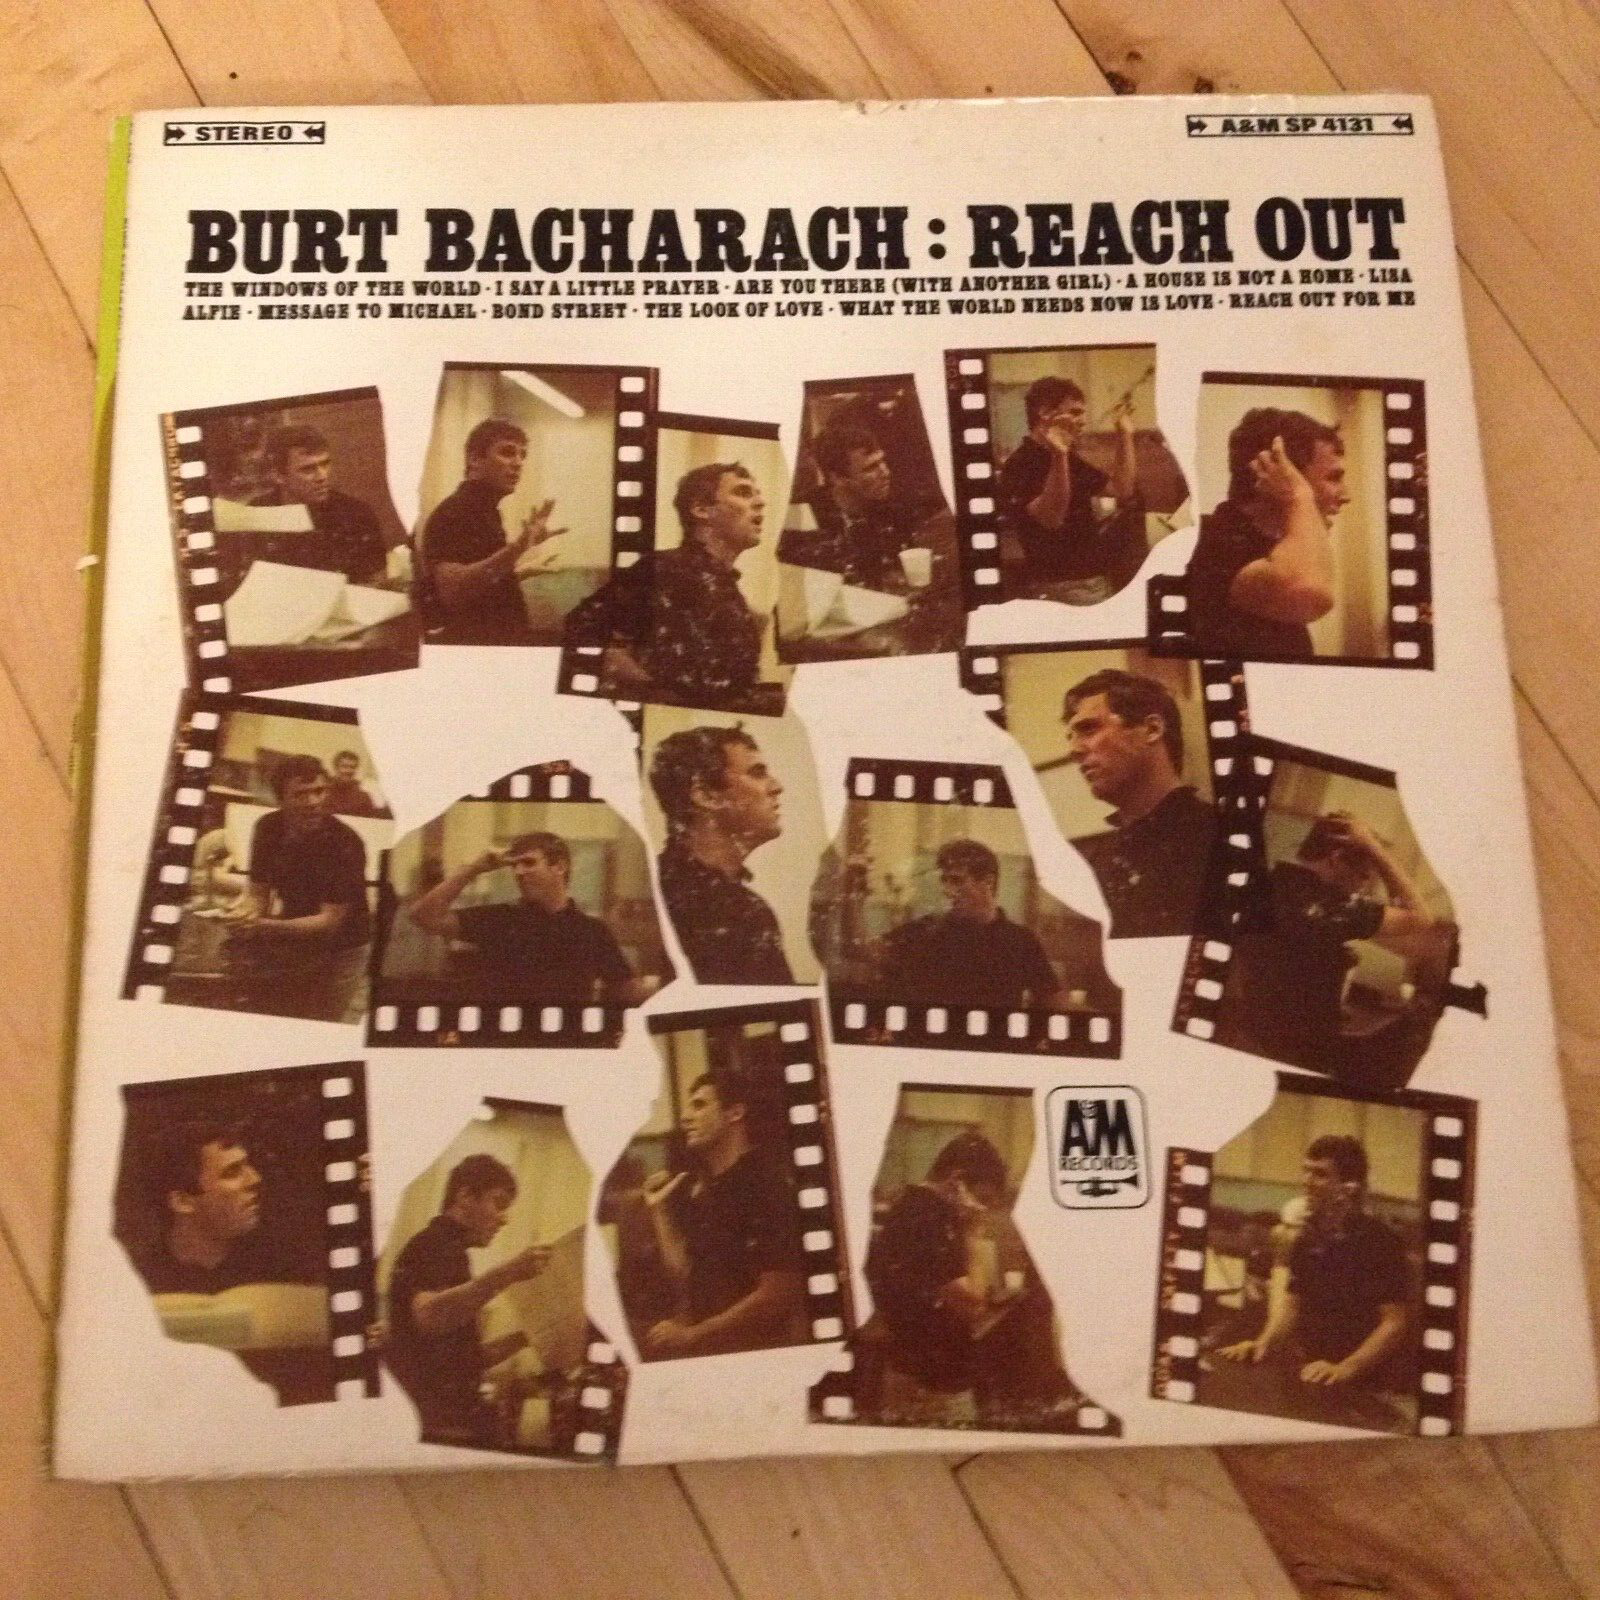 STEREO
A&M SP 4131
BURT BACHARACH : REACH OUT
THE WINDOWS OF THE WORLD · I SAY A LITTLE PRAYER · ARE YOU THERE (WITH ANOTHER GIRL) · A HOUSE IS NOT A HOME · LISA
ALFIE · MESSAGE TO MICHAEL · BOND STREET · THE LOOK OF LOVE · WHAT THE WORLD NEEDS NOW IS LOVE · REACH OUT FOR ME
A&M
RECORDS